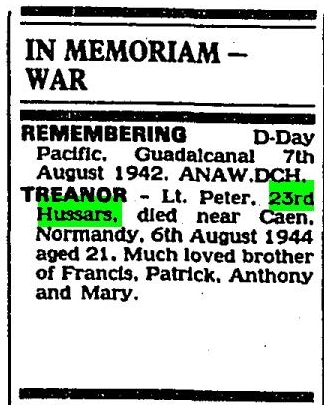 IN MEMORIAM –
WAR
REMEMBERING D-Day
Pacific. Guadalcanal 7th
August 1942. ANAW.DCH.
TREANOR – Lt. Peter. 23rd
Hussars, died near Caen,
Normandy, 6th August 1944
aged 21. Much loved brother
of Francis, Patrick, Anthony
and Mary.